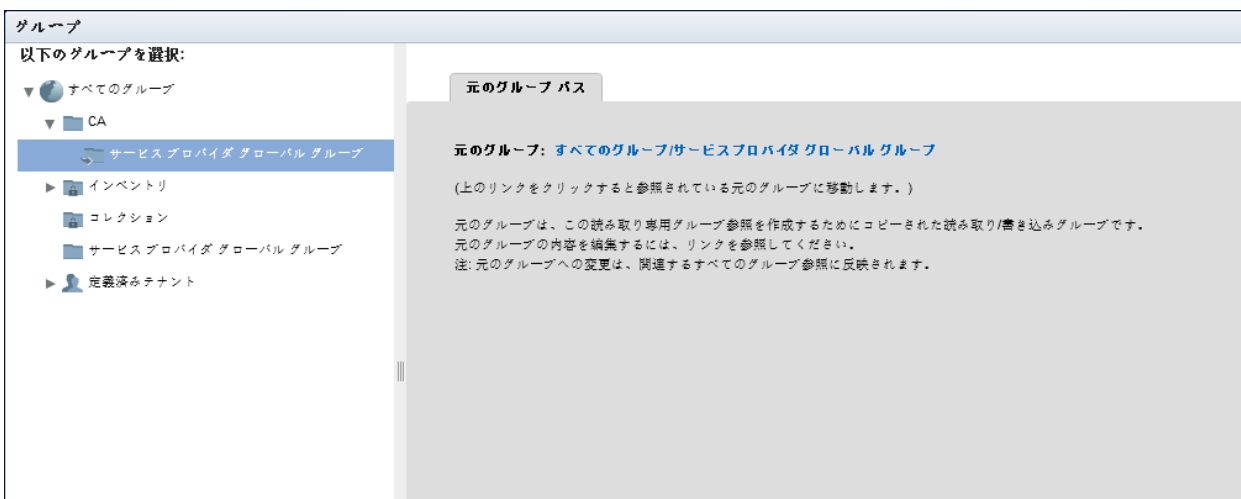 グループ
以下のグループを選択:
すべてのグループ
CA
サービス プロバイダ グローバル グループ
インベントリ
コレクション
サービス プロバイダ グローバル グループ
定義済みテナント
元のグループ パス
元のグループ: すべてのグループ/サービス プロバイダ グローバル グループ
(上のリンクをクリックすると参照されている元のグループに移動します。)
元のグループは、この読み取り専用グループ参照を作成するためにコピーされた読み取り/書き込みグループです。
元のグループの内容を編集するには、リンクを参照してください。
注: 元のグループへの変更は、関連するすべてのグループ参照に反映されます。